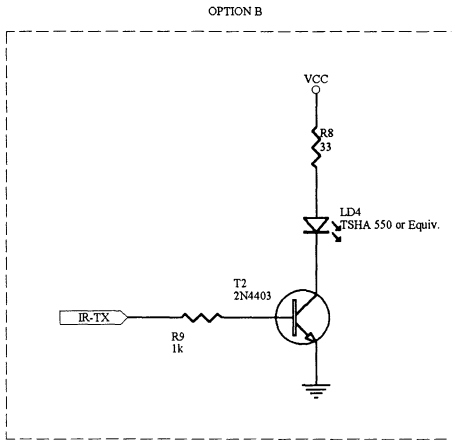 OPTION B
VCC
R8
33
LD4
TSHA 550 or Equiv.
T2
2N4403
IR-TX
R9
1k